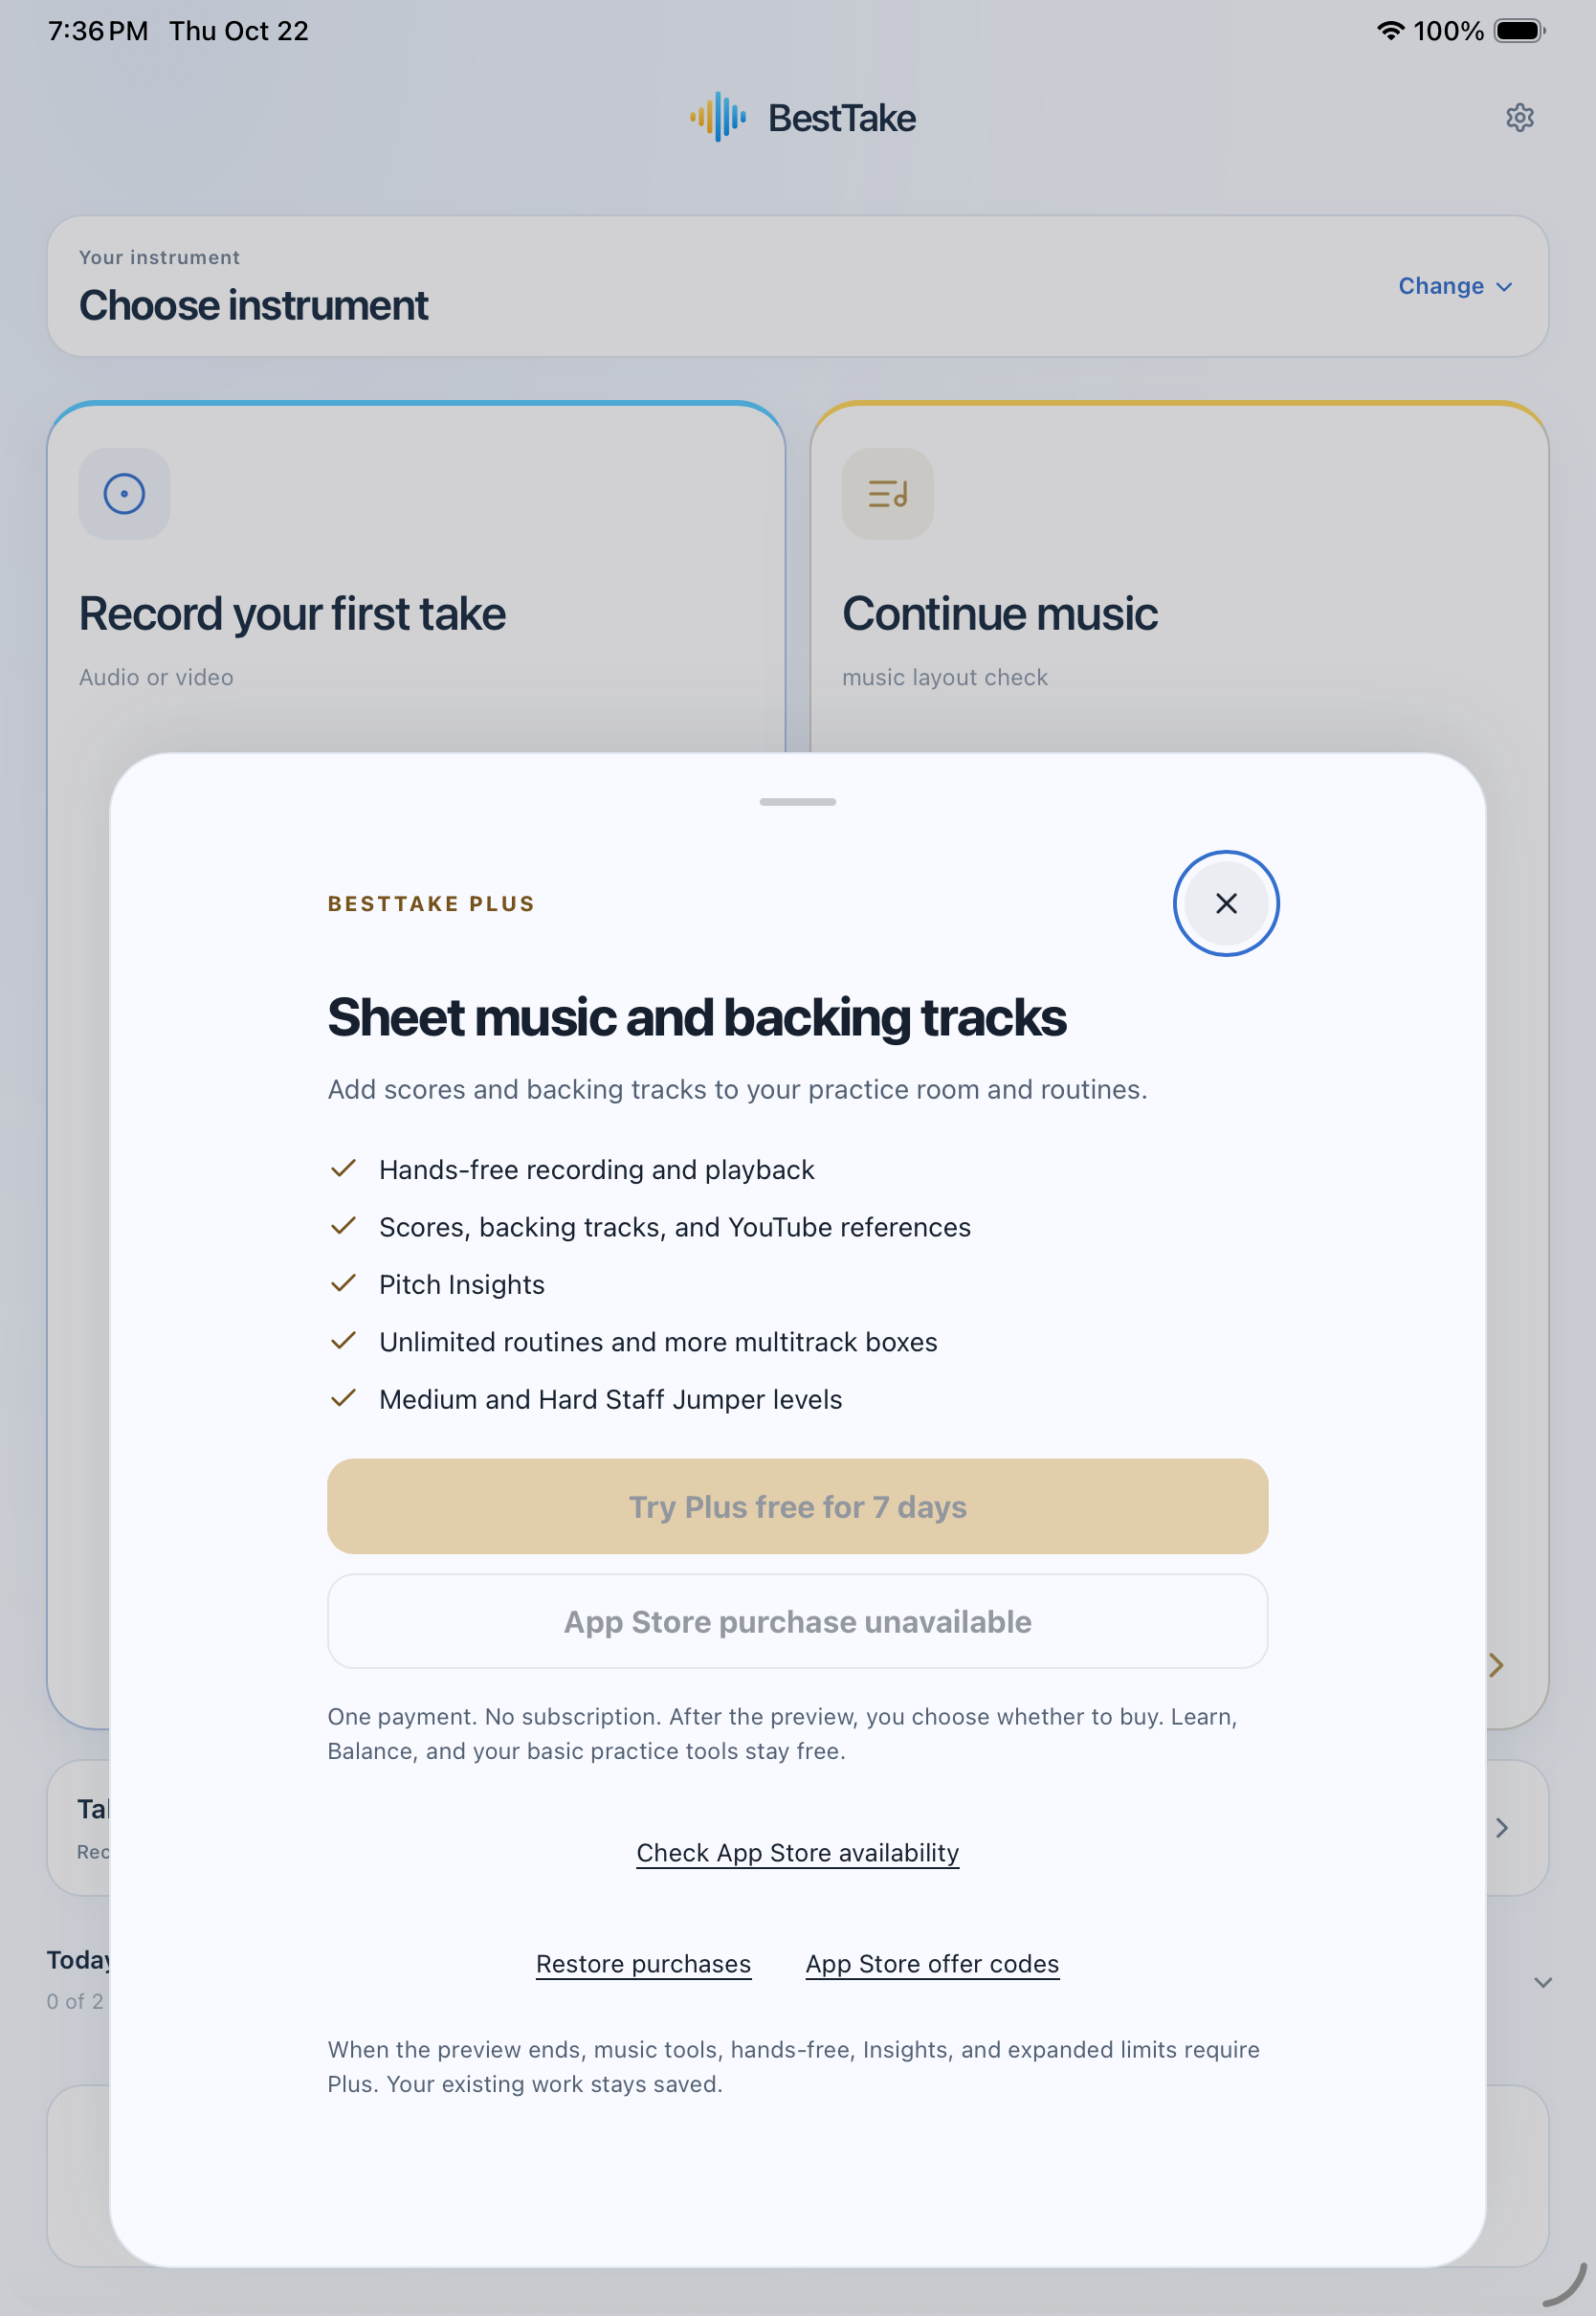 7:36 PM Thu Oct 22
100%
BestTake
Your instrument
Choose instrument
Change
Record your first take
Audio or video
Continue music
music layout check
BESTTAKE PLUS
Sheet music and backing tracks
Add scores and backing tracks to your practice room and routines.
Hands-free recording and playback
Scores, backing tracks, and YouTube references
Pitch Insights
Unlimited routines and more multitrack boxes
Medium and Hard Staff Jumper levels
Try Plus free for 7 days
App Store purchase unavailable
One payment. No subscription. After the preview, you choose whether to buy. Learn,
Balance, and your basic practice tools stay free.
Check App Store availability
Restore purchases
App Store offer codes
Today
0 of 2
When the preview ends, music tools, hands-free, Insights, and expanded limits require
Plus. Your existing work stays saved.